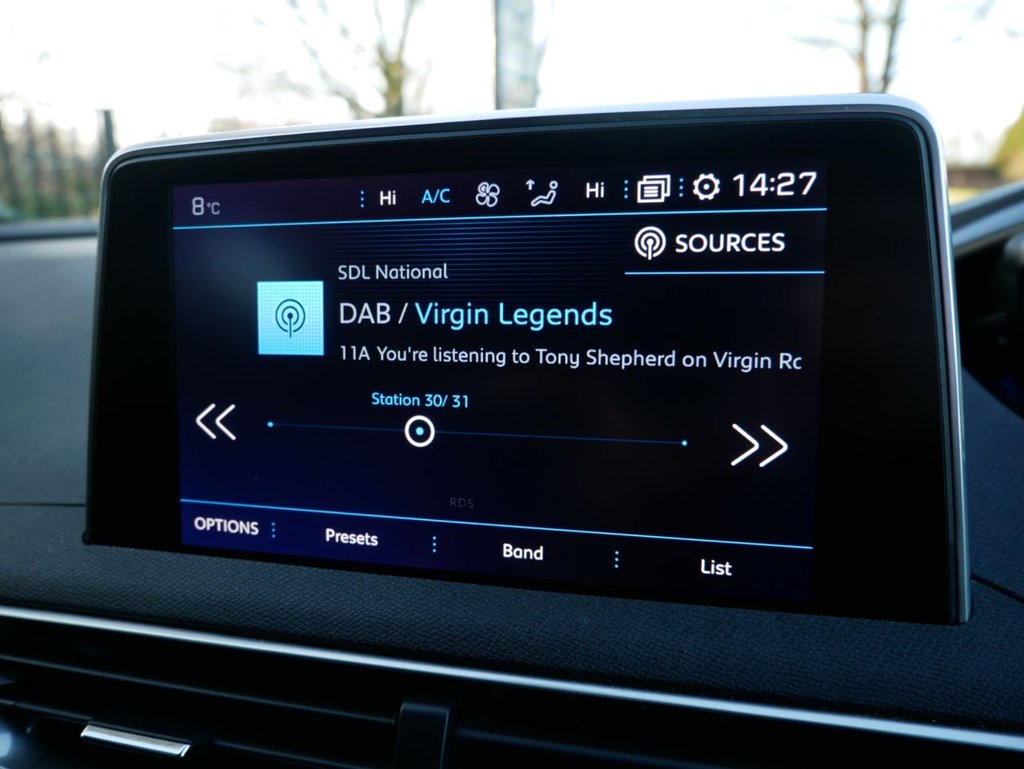 8°C Hi A/C Hi 14:27
SOURCES
SDL National
DAB / Virgin Legends
11A You're listening to Tony Shepherd on Virgin Rc
Station 30/ 31
RDS
OPTIONS Presets Band List